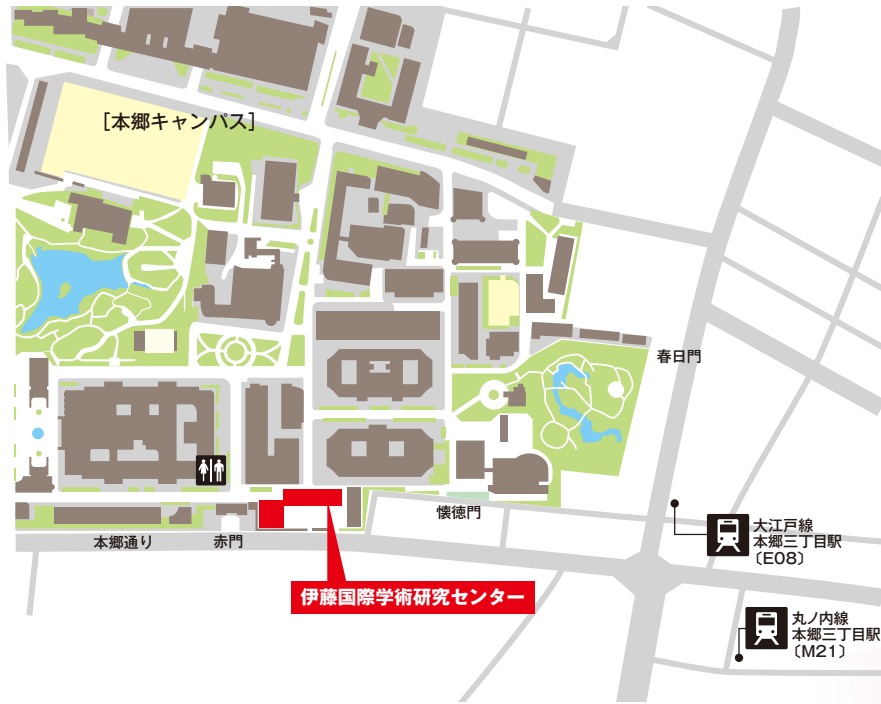 [本郷キャンパス]
春日門
懐徳門
大江戸線
本郷三丁目駅
〔E08〕
本郷通り
赤門
伊藤国際学術研究センター
丸ノ内線
本郷三丁目駅
〔M21〕